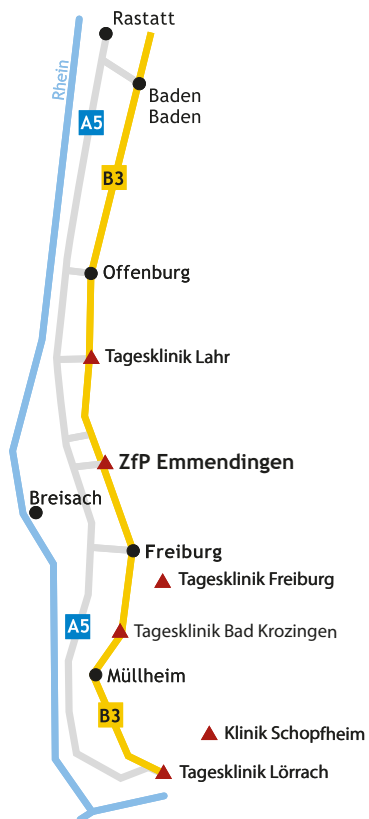 Rastatt
Rhein
Baden
Baden
A5
B3
Offenburg
Tagesklinik Lahr
ZfP Emmendingen
Breisach
Freiburg
Tagesklinik Freiburg
A5
Tagesklinik Bad Krozingen
Müllheim
B3
Klinik Schopfheim
Tagesklinik Lörrach